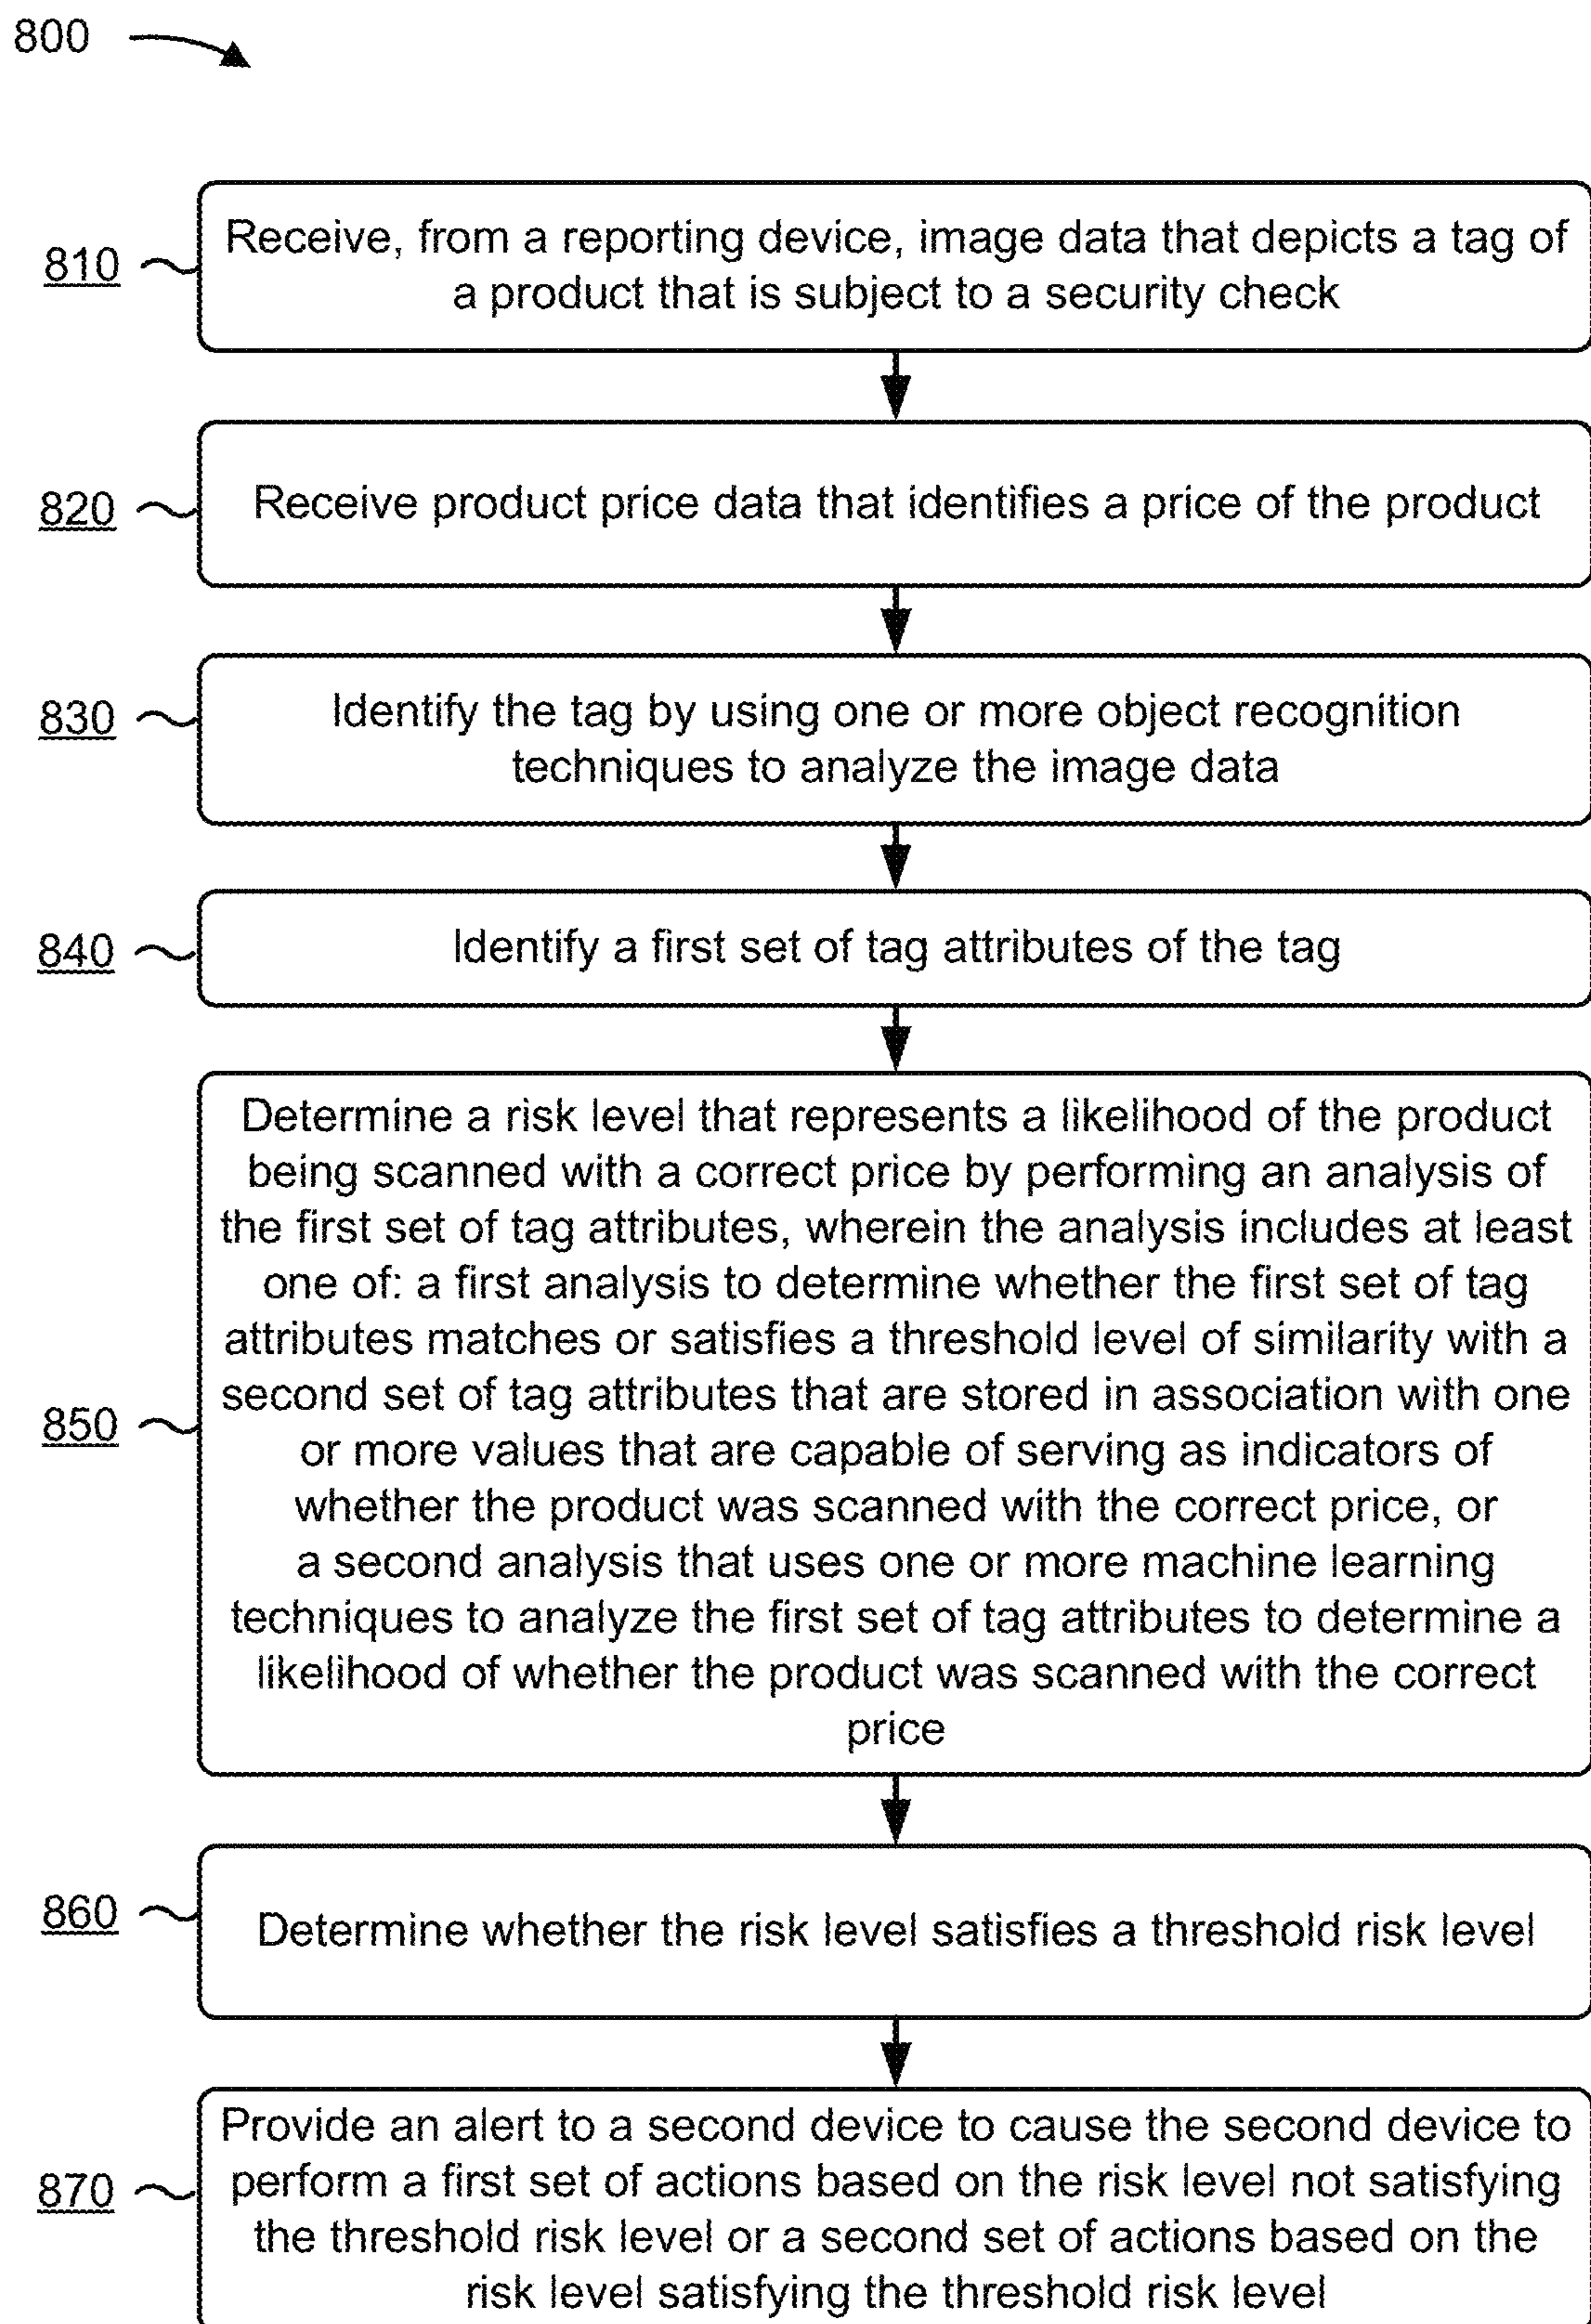 800
810
Receive, from a reporting device, image data that depicts a tag of
a product that is subject to a security check
820
Receive product price data that identifies a price of the product
830
Identify the tag by using one or more object recognition
techniques to analyze the image data
840
Identify a first set of tag attributes of the tag
850
Determine a risk level that represents a likelihood of the product
being scanned with a correct price by performing an analysis of
the first set of tag attributes, wherein the analysis includes at least
one of: a first analysis to determine whether the first set of tag
attributes matches or satisfies a threshold level of similarity with a
second set of tag attributes that are stored in association with one
or more values that are capable of serving as indicators of
whether the product was scanned with the correct price, or
a second analysis that uses one or more machine learning
techniques to analyze the first set of tag attributes to determine a
likelihood of whether the product was scanned with the correct
price
860
Determine whether the risk level satisfies a threshold risk level
870
Provide an alert to a second device to cause the second device to
perform a first set of actions based on the risk level not satisfying
the threshold risk level or a second set of actions based on the
risk level satisfying the threshold risk level